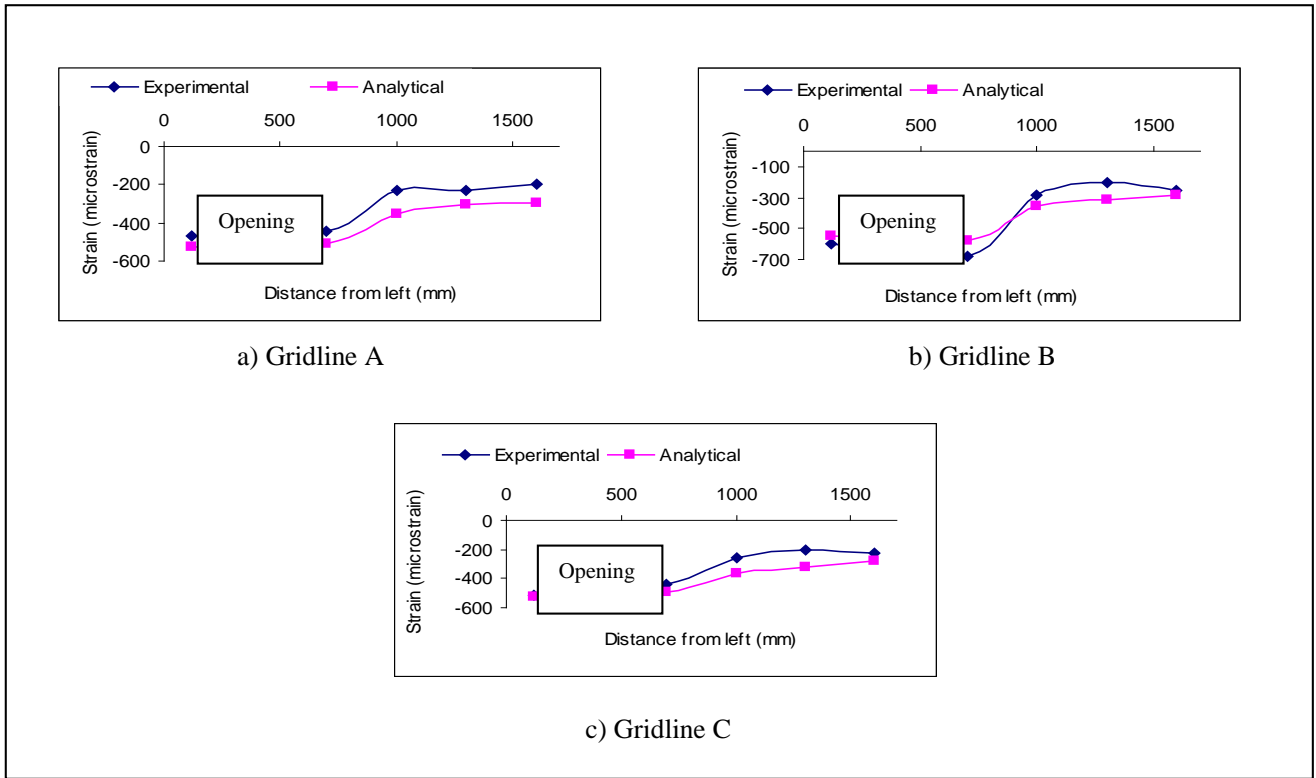 Experimental Analytical
0 500 1000 1500
0
-200
-400
-600
Strain (microstrain)
Opening
Distance from left (mm)
a) Gridline A
Experimental Analytical
0 500 1000 1500
-100
-300
-500
-700
Strain (microstrain)
Opening
Distance from left (mm)
b) Gridline B
Experimental Analytical
0 500 1000 1500
0
-200
-400
-600
Strain (microstrain)
Opening
Distance from left (mm)
c) Gridline C